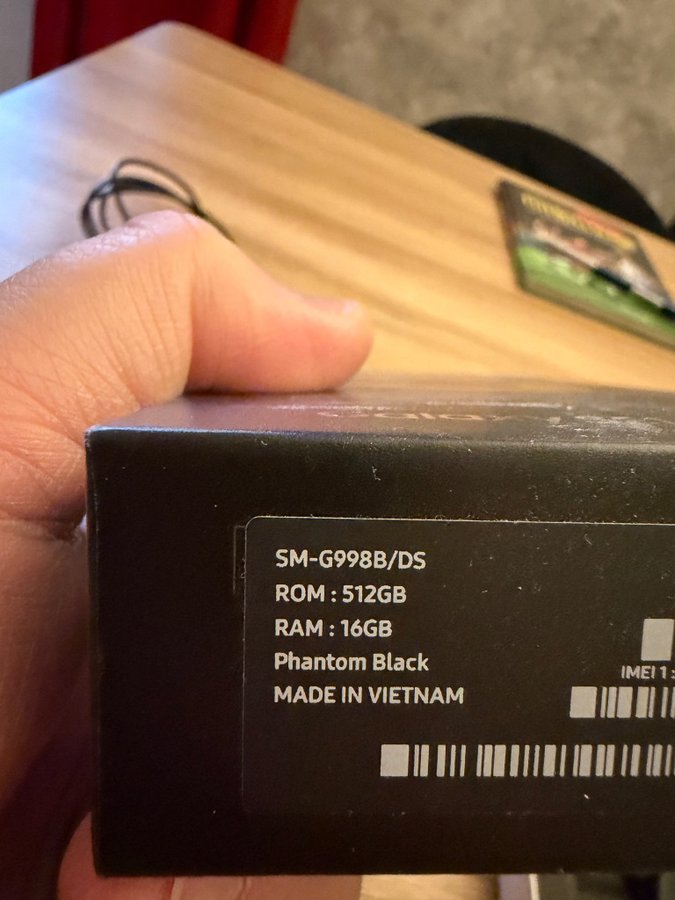 SM-G998B/DS
ROM : 512GB
RAM : 16GB
Phantom Black
MADE IN VIETNAM
IMEI 1 :